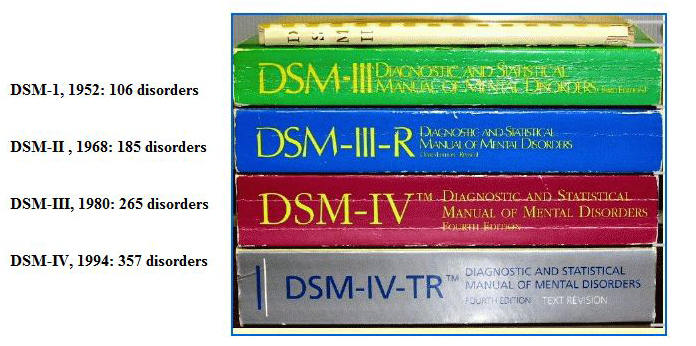 DSM-1, 1952: 106 disorders
DSM-II , 1968: 185 disorders
DSM-III, 1980: 265 disorders
DSM-IV, 1994: 357 disorders
D S M II
DSM-III DIAGNOSTIC AND STATISTICAL
MANUAL OF MENTAL DISORDERS (Third Edition)
DSM-III-R DIAGNOSTIC AND STATISTICAL
MANUAL OF MENTAL DISORDERS
(Third Edition - Revised)
DSM-IV™ DIAGNOSTIC AND STATISTICAL
MANUAL OF MENTAL DISORDERS
FOURTH EDITION
DSM-IV-TR™ DIAGNOSTIC AND STATISTICAL
MANUAL OF MENTAL DISORDERS
FOURTH EDITION TEXT REVISION